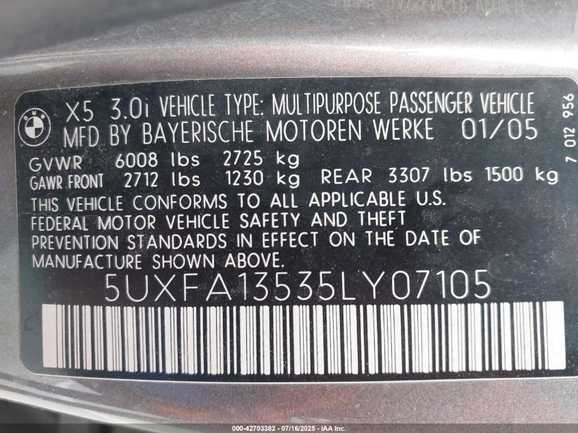 X5 3.0i VEHICLE TYPE: MULTIPURPOSE PASSENGER VEHICLE
MFD BY BAYERISCHE MOTOREN WERKE 01/05
GVWR 6008 lbs 2725 kg
GAWR FRONT 2712 lbs 1230 kg REAR 3307 lbs 1500 kg
THIS VEHICLE CONFORMS TO ALL APPLICABLE U.S.
FEDERAL MOTOR VEHICLE SAFETY AND THEFT
PREVENTION STANDARDS IN EFFECT ON THE DATE OF
MANUFACTURE SHOWN ABOVE.
5UXFA13535LY07105
7 012 956
000-42703382 - 07/16/2025 - IAA Inc.